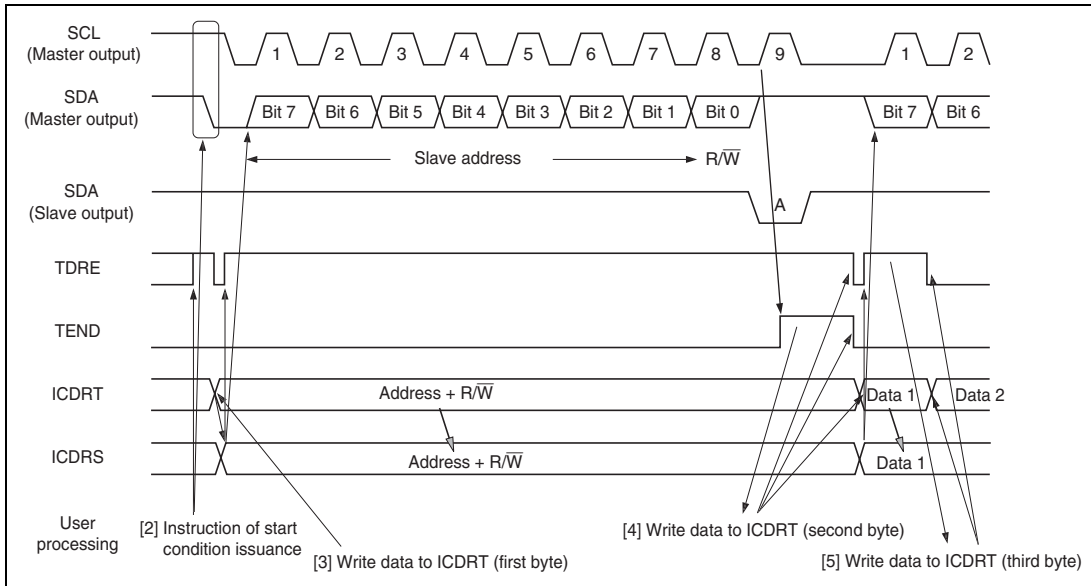 SCL
(Master output)
1 2 3 4 5 6 7 8 9 1 2
SDA
(Master output)
Bit 7 Bit 6 Bit 5 Bit 4 Bit 3 Bit 2 Bit 1 Bit 0 Bit 7 Bit 6
Slave address R/W̅
SDA
(Slave output)
A
TDRE
TEND
ICDRT
Address + R/W̅ Data 1 Data 2
ICDRS
Address + R/W̅ Data 1
User
processing
[2] Instruction of start
condition issuance
[3] Write data to ICDRT (first byte)
[4] Write data to ICDRT (second byte)
[5] Write data to ICDRT (third byte)